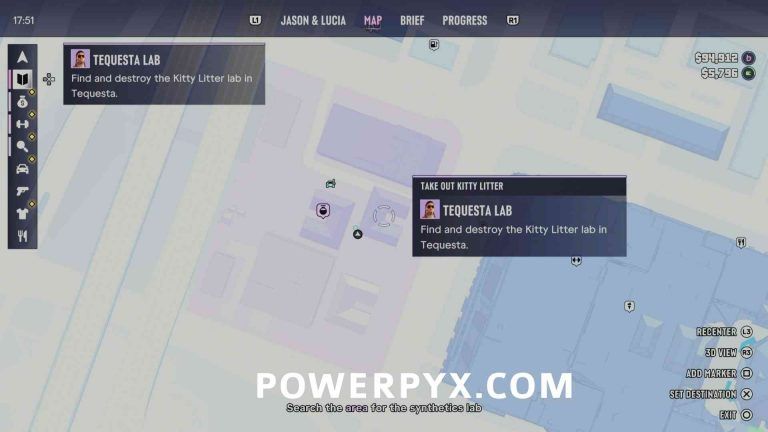 17:51
L1 JASON & LUCIA MAP BRIEF PROGRESS R1
TEQUESTA LAB
Find and destroy the Kitty Litter lab in
Tequesta.
$94,912
$5,796
TAKE OUT KITTY LITTER
TEQUESTA LAB
Find and destroy the Kitty Litter lab in
Tequesta.
RECENTER L3
3D VIEW R3
ADD MARKER
SET DESTINATION
EXIT
POWERPYX.COM
Search the area for the synthetics lab